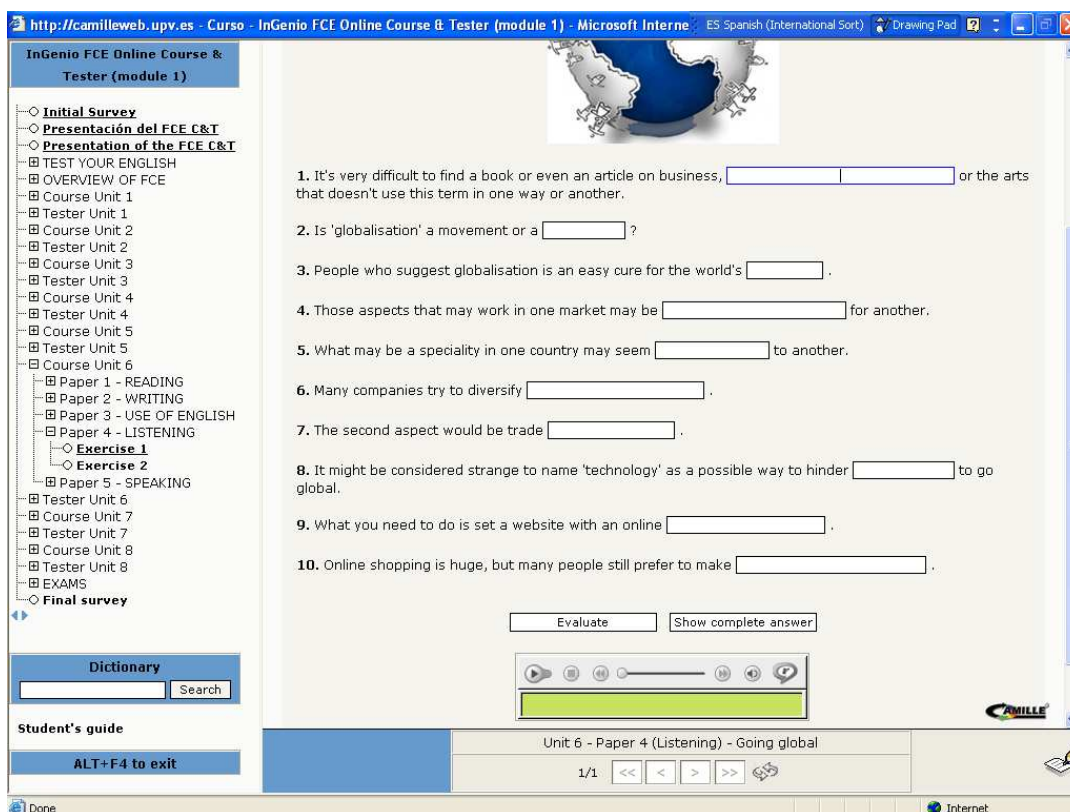 http://camilleweb.upv.es - Curso - InGenio FCE Online Course & Tester (module 1) - Microsoft Interne
ES Spanish (International Sort)
Drawing Pad
InGenio FCE Online Course &
Tester (module 1)
Initial Survey
Presentación del FCE C&T
Presentation of the FCE C&T
TEST YOUR ENGLISH
OVERVIEW OF FCE
Course Unit 1
Tester Unit 1
Course Unit 2
Tester Unit 2
Course Unit 3
Tester Unit 3
Course Unit 4
Tester Unit 4
Course Unit 5
Tester Unit 5
Course Unit 6
Paper 1 - READING
Paper 2 - WRITING
Paper 3 - USE OF ENGLISH
Paper 4 - LISTENING
Exercise 1
Exercise 2
Paper 5 - SPEAKING
Tester Unit 6
Course Unit 7
Tester Unit 7
Course Unit 8
Tester Unit 8
EXAMS
Final survey
Dictionary
Search
Student's guide
ALT+F4 to exit
1. It's very difficult to find a book or even an article on business, or the arts
that doesn't use this term in one way or another.
2. Is 'globalisation' a movement or a ?
3. People who suggest globalisation is an easy cure for the world's .
4. Those aspects that may work in one market may be for another.
5. What may be a speciality in one country may seem to another.
6. Many companies try to diversify .
7. The second aspect would be trade .
8. It might be considered strange to name 'technology' as a possible way to hinder to go
global.
9. What you need to do is set a website with an online .
10. Online shopping is huge, but many people still prefer to make .
Evaluate
Show complete answer
CAMILLE
Unit 6 - Paper 4 (Listening) - Going global
1/1 << < > >>
Done
Internet